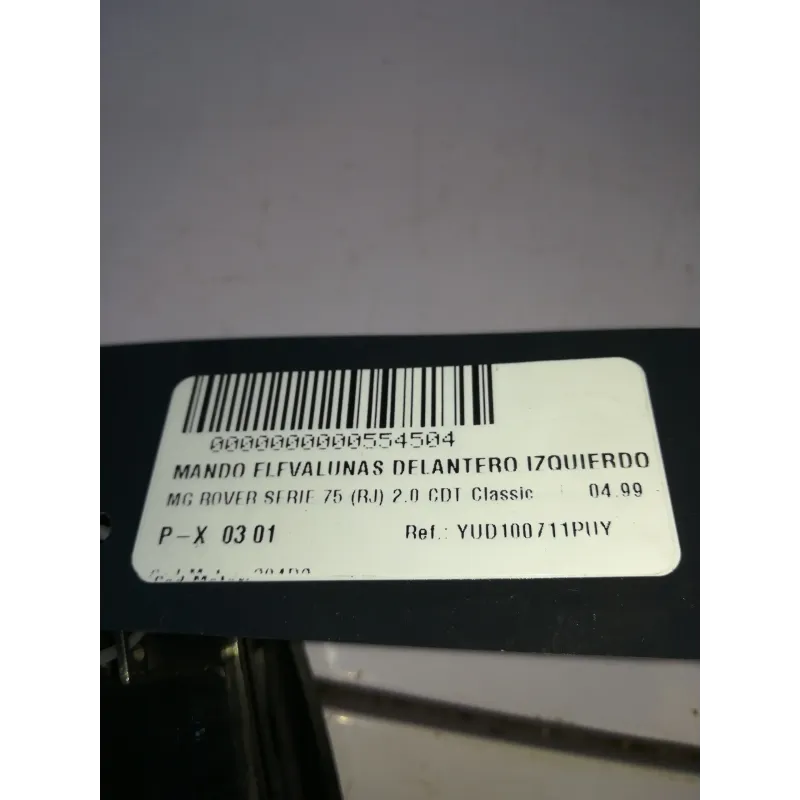 0000000000554504
MANDO ELEVALUNAS DELANTERO IZQUIERDO
MG ROVER SERIE 75 (RJ) 2.0 CDT Classic 04.99
P-X 03 01 Ref.: YUD100711PUY